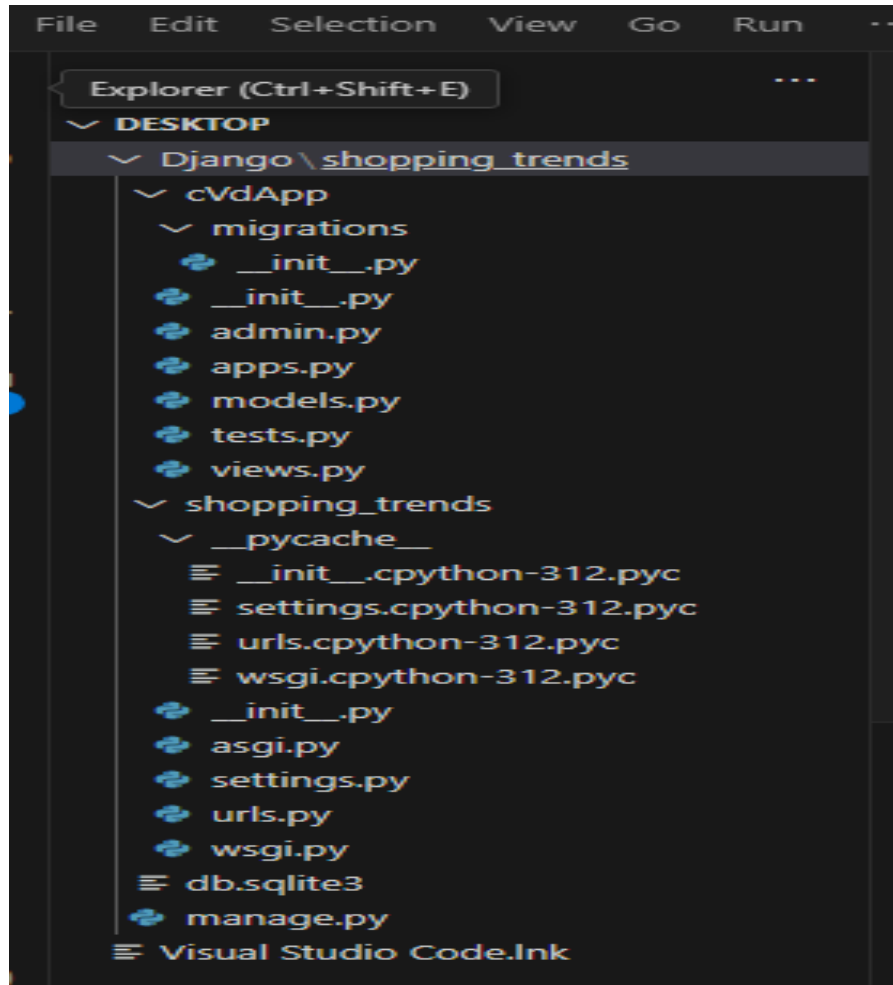 File Edit Selection View Go Run ...
Explorer (Ctrl+Shift+E) ...
DESKTOP
Django\shopping_trends
cVdApp
migrations
__init__.py
__init__.py
admin.py
apps.py
models.py
tests.py
views.py
shopping_trends
__pycache__
__init__.cpython-312.pyc
settings.cpython-312.pyc
urls.cpython-312.pyc
wsgi.cpython-312.pyc
__init__.py
asgi.py
settings.py
urls.py
wsgi.py
db.sqlite3
manage.py
Visual Studio Code.lnk